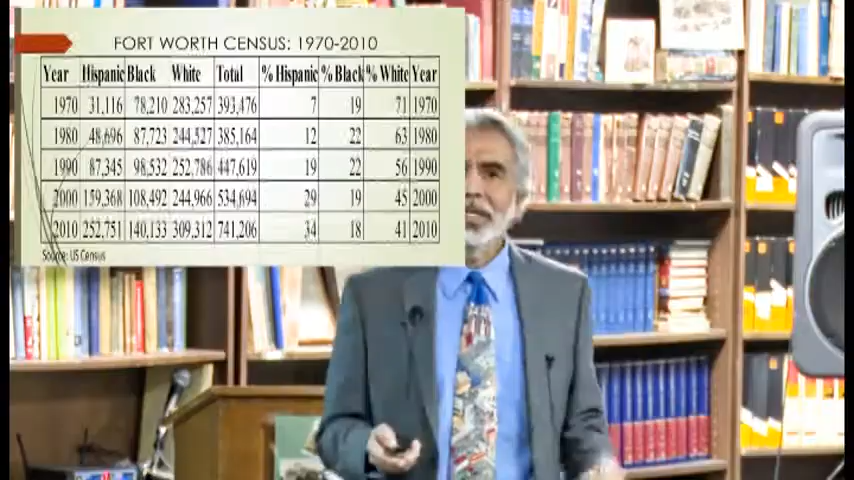 FORT WORTH CENSUS: 1970-2010
Year Hispanic Black White Total % Hispanic % Black % White Year
1970 31,116 78,210 283,257 393,476 7 19 71 1970
1980 48,696 87,723 244,527 385,164 12 22 63 1980
1990 87,345 98,532 252,786 447,619 19 22 56 1990
2000 159,368 108,492 244,966 534,694 29 19 45 2000
2010 252,751 140,133 309,312 741,206 34 18 41 2010
Source: US Census